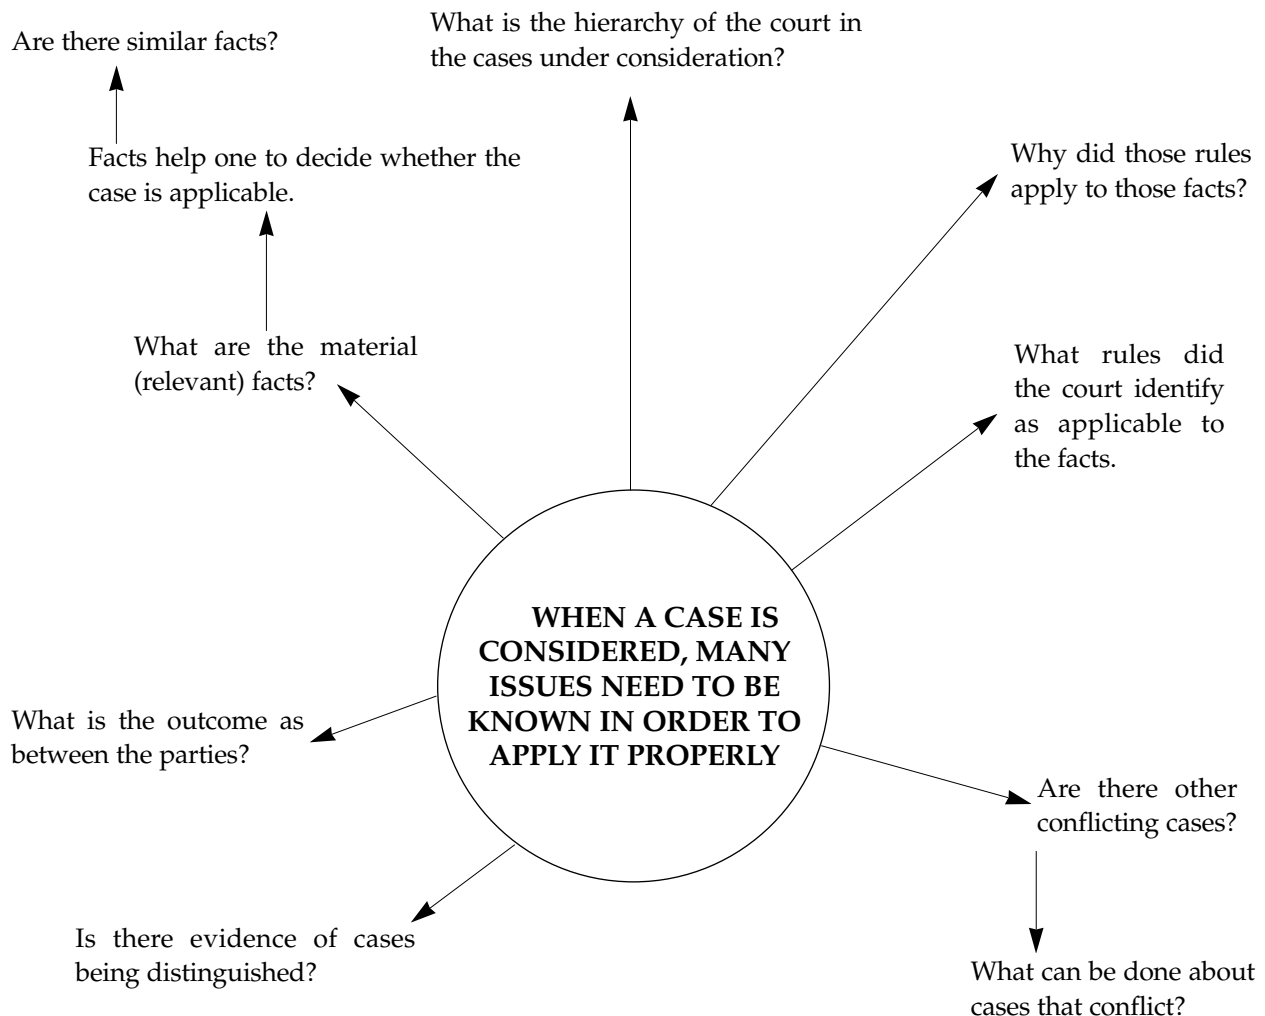 What is the hierarchy of the court in
the cases under consideration?
Are there similar facts?
Facts help one to decide whether the
case is applicable.
Why did those rules
apply to those facts?
What are the material
(relevant) facts?
What rules did
the court identify
as applicable to
the facts.
WHEN A CASE IS
CONSIDERED, MANY
ISSUES NEED TO BE
KNOWN IN ORDER TO
APPLY IT PROPERLY
What is the outcome as
between the parties?
Are there other
conflicting cases?
Is there evidence of cases
being distinguished?
What can be done about
cases that conflict?